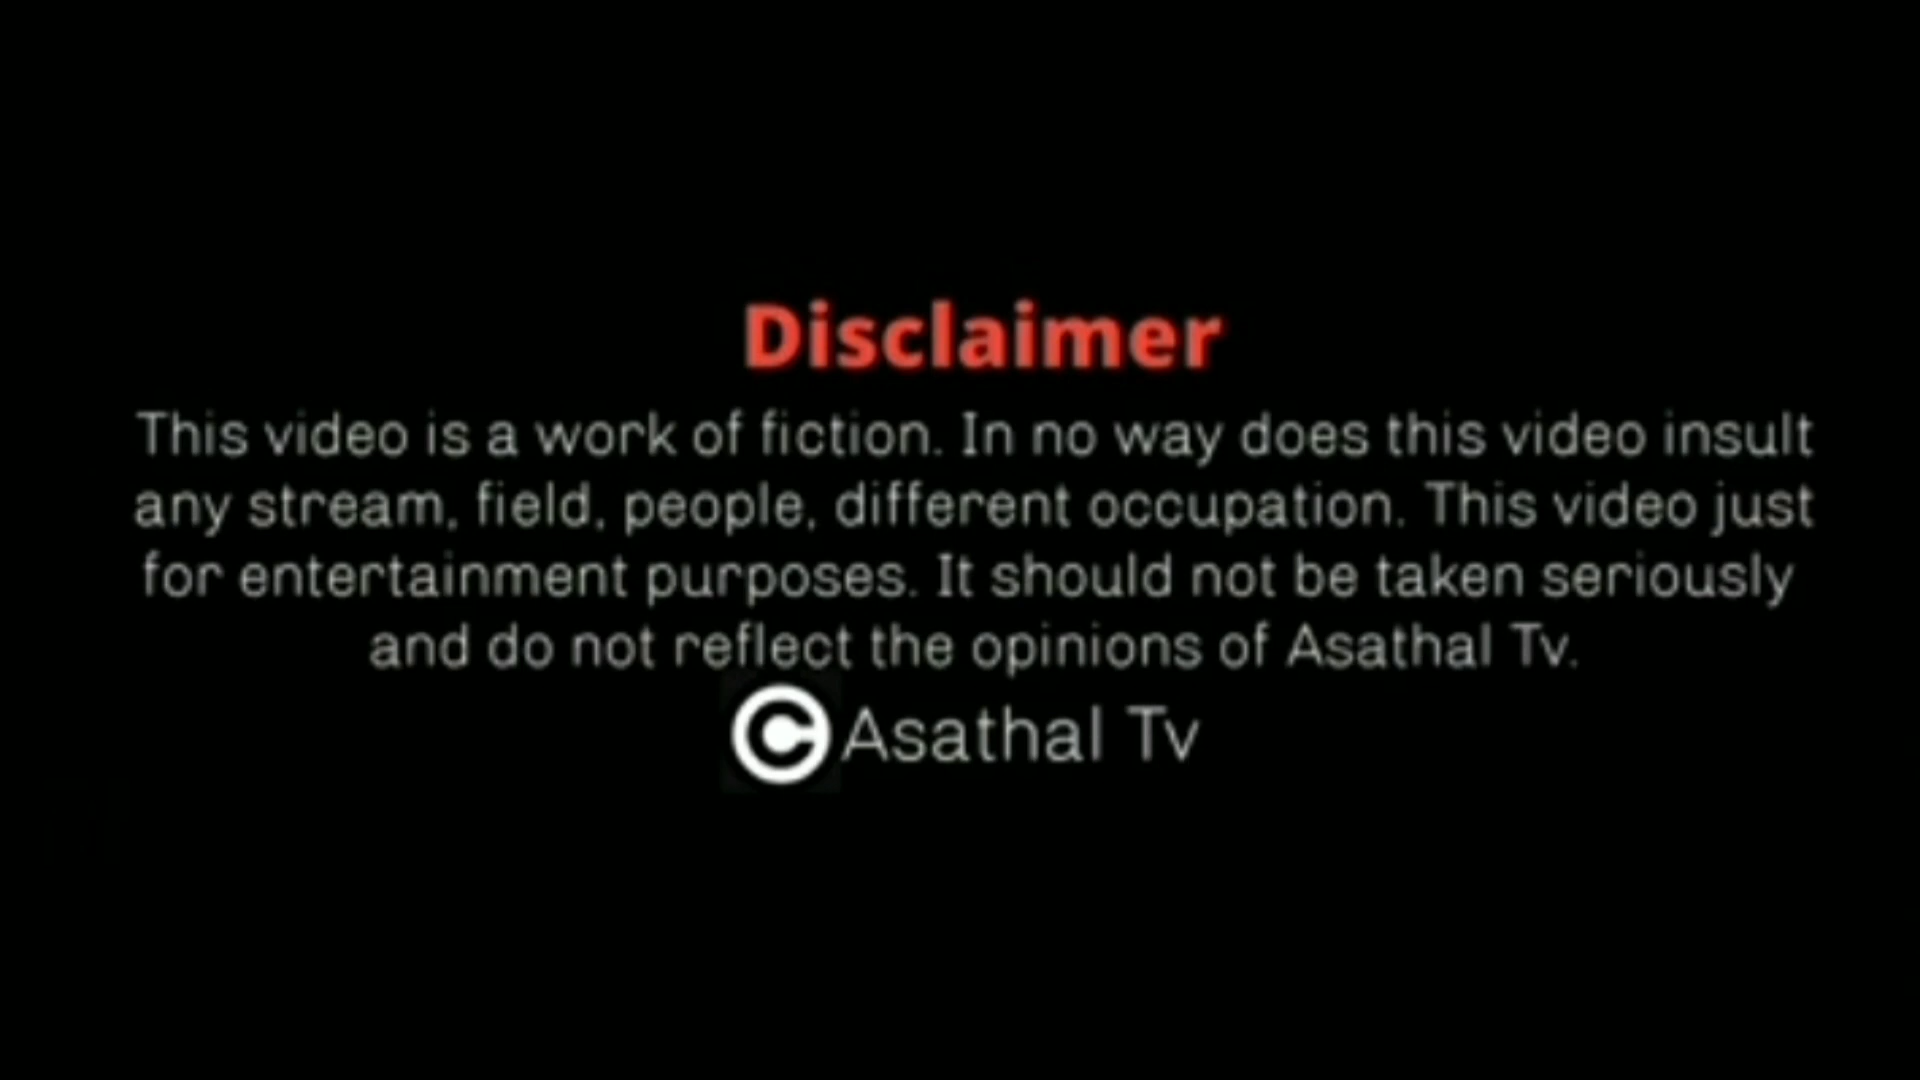 Disclaimer
This video is a work of fiction. In no way does this video insult
any stream, field, people, different occupation. This video just
for entertainment purposes. It should not be taken seriously
and do not reflect the opinions of Asathal Tv.
© Asathal Tv